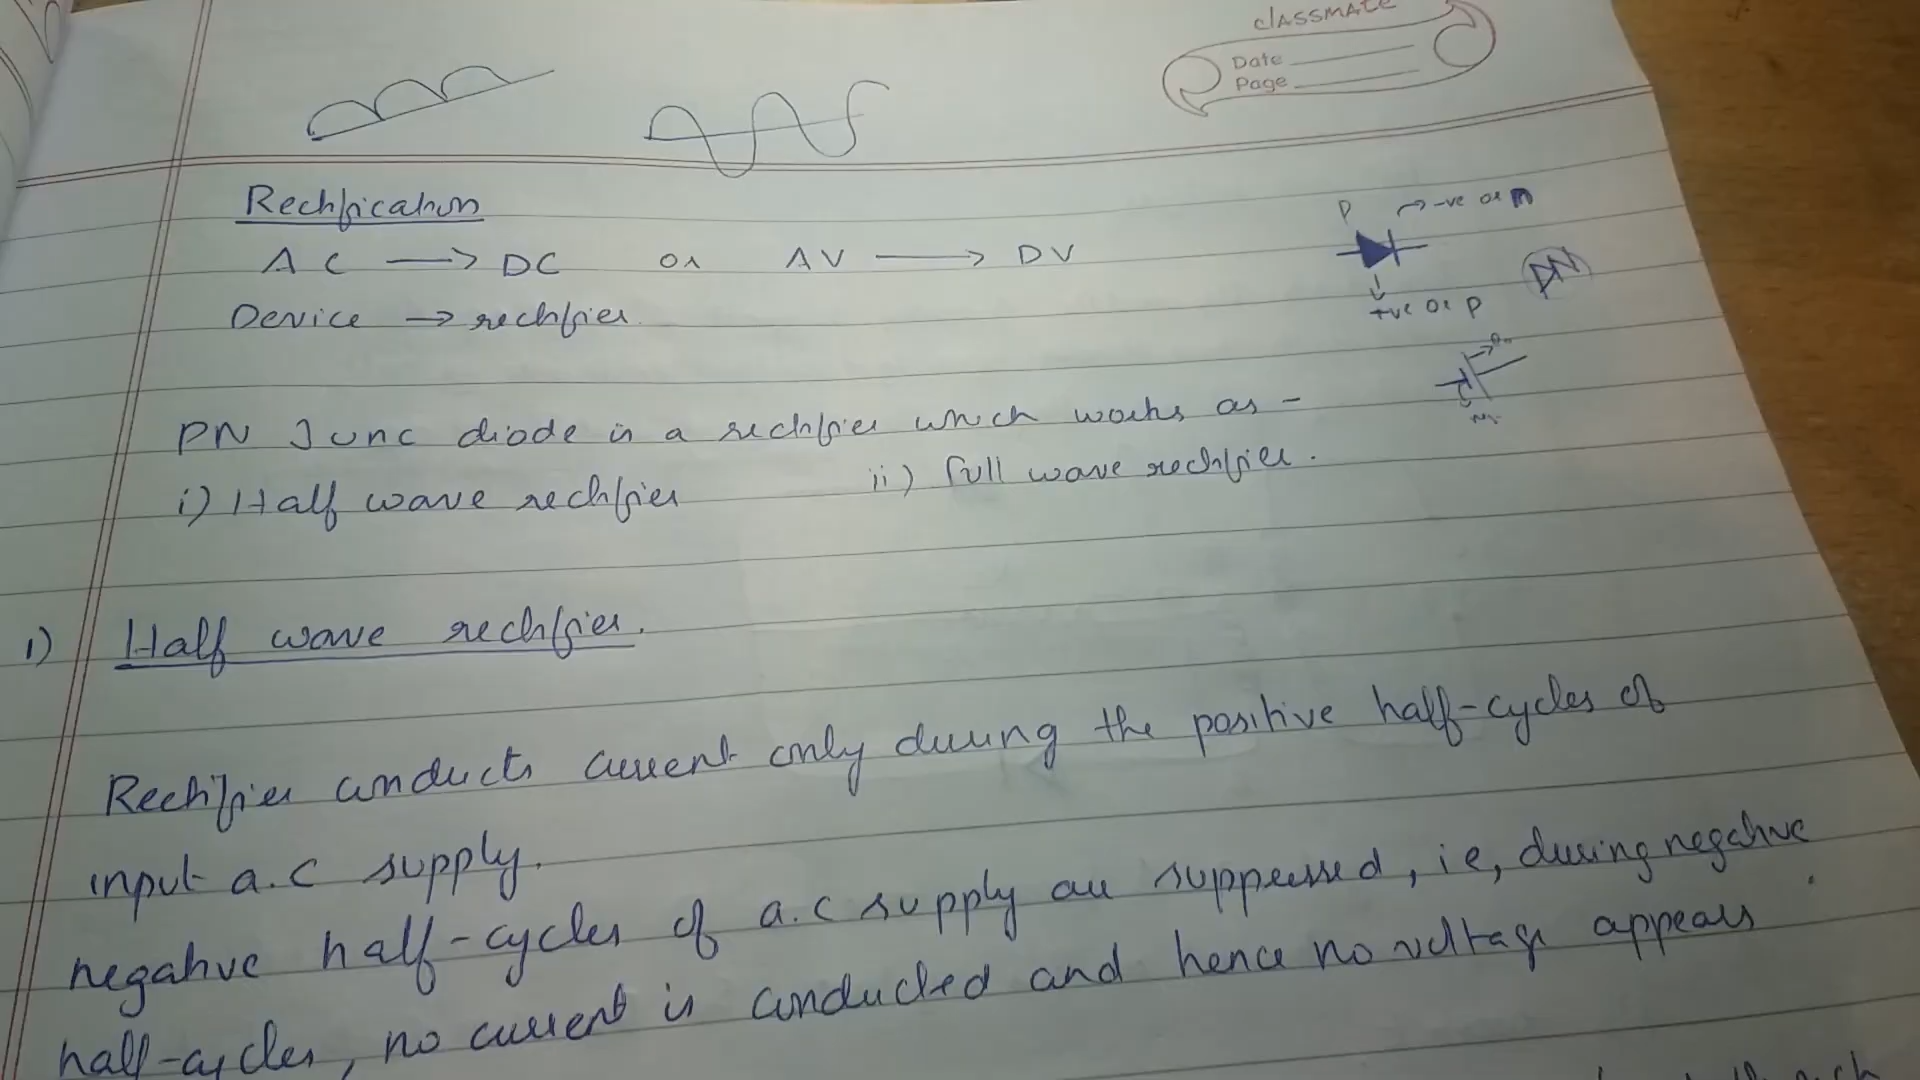 classmate
Date
Page
Rectification
AC → DC or AV → DV
Device → rectifier.
P → -ve or n
↓
+ve or P
PN Junc diode is a rectifier which works as -
i) Half wave rectifier ii) full wave rectifier.
1) Half wave rectifier.
Rectifier conducts current only during the positive half-cycles of
input a.c supply.
negative half-cycles of a.c supply are suppressed, ie, during negative
half-cycles, no current is conducted and hence no voltage appears